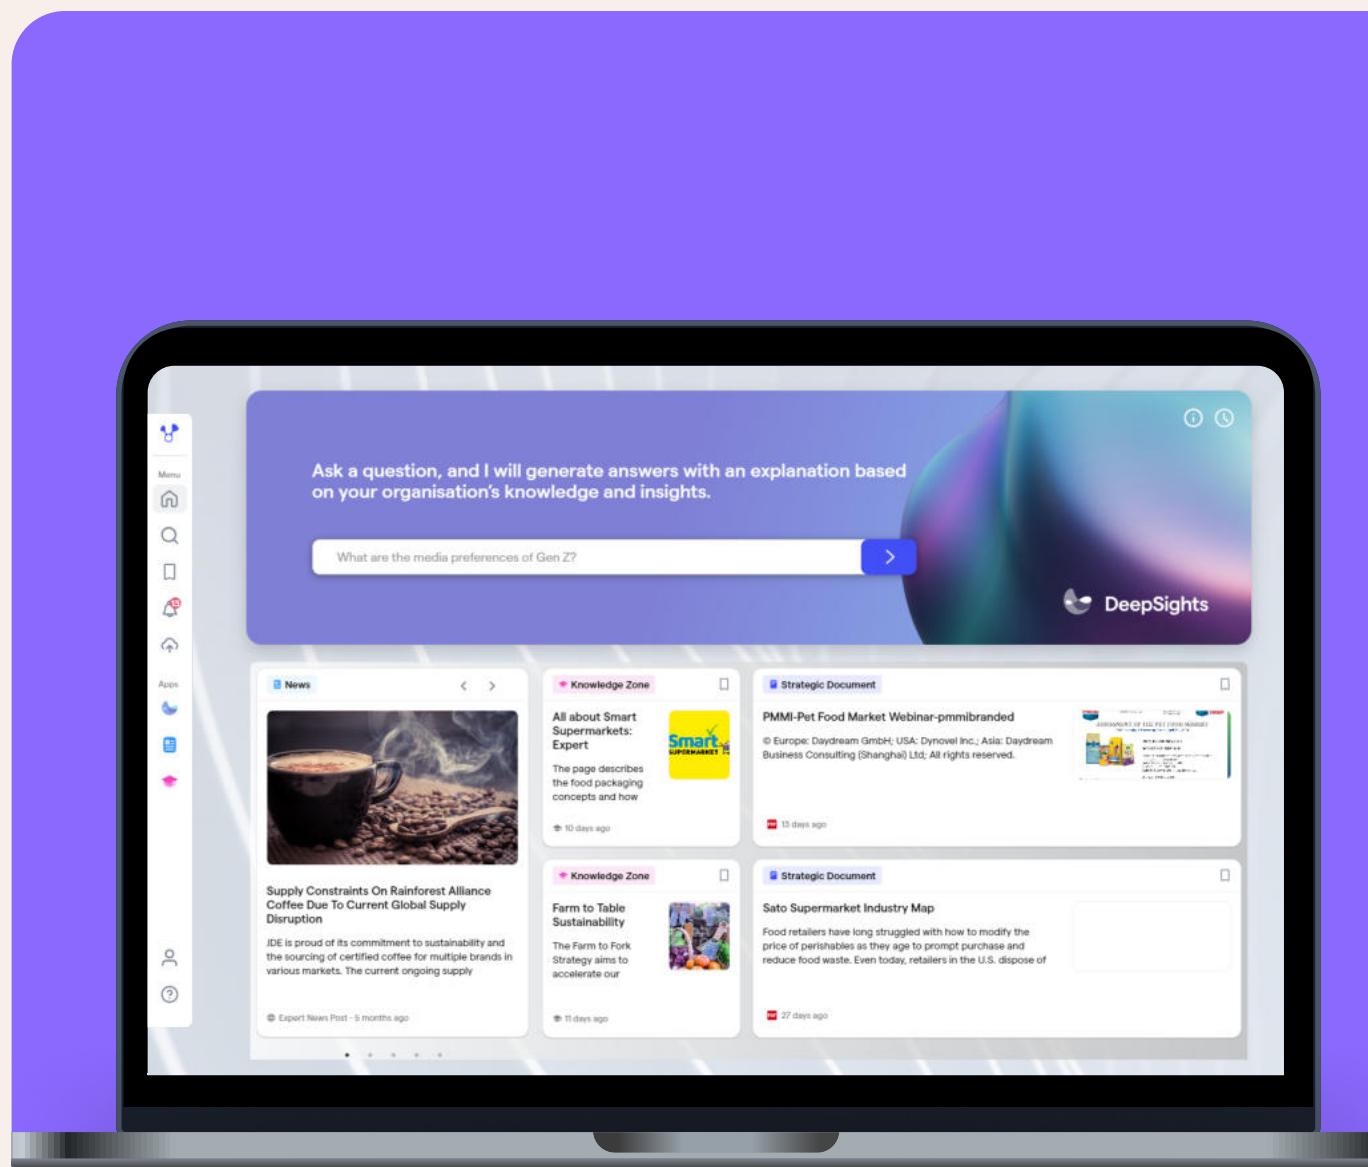 Ask a question, and I will generate answers with an explanation based
on your organisation's knowledge and insights.
What are the media preferences of Gen Z?
DeepSights
Menu
Apps
News
Supply Constraints On Rainforest Alliance
Coffee Due To Current Global Supply
Disruption
JDE is proud of its commitment to sustainability and
the sourcing of certified coffee for multiple brands in
various markets. The current ongoing supply
Expert News Post - 5 months ago
Knowledge Zone
All about Smart
Supermarkets:
Expert
The page describes
the food packaging
concepts and how
Smart
SUPERMARKET
10 days ago
Strategic Document
PMMI-Pet Food Market Webinar-pmmibranded
© Europe: Daydream GmbH; USA: Dynovel Inc.; Asia: Daydream
Business Consulting (Shanghai) Ltd; All rights reserved.
ASSESSMENT OF THE PET FOOD MARKET
PDF
13 days ago
Knowledge Zone
Farm to Table
Sustainability
The Farm to Fork
Strategy aims to
accelerate our
11 days ago
Strategic Document
Sato Supermarket Industry Map
Food retailers have long struggled with how to modify the
price of perishables as they age to prompt purchase and
reduce food waste. Even today, retailers in the U.S. dispose of
PDF
27 days ago